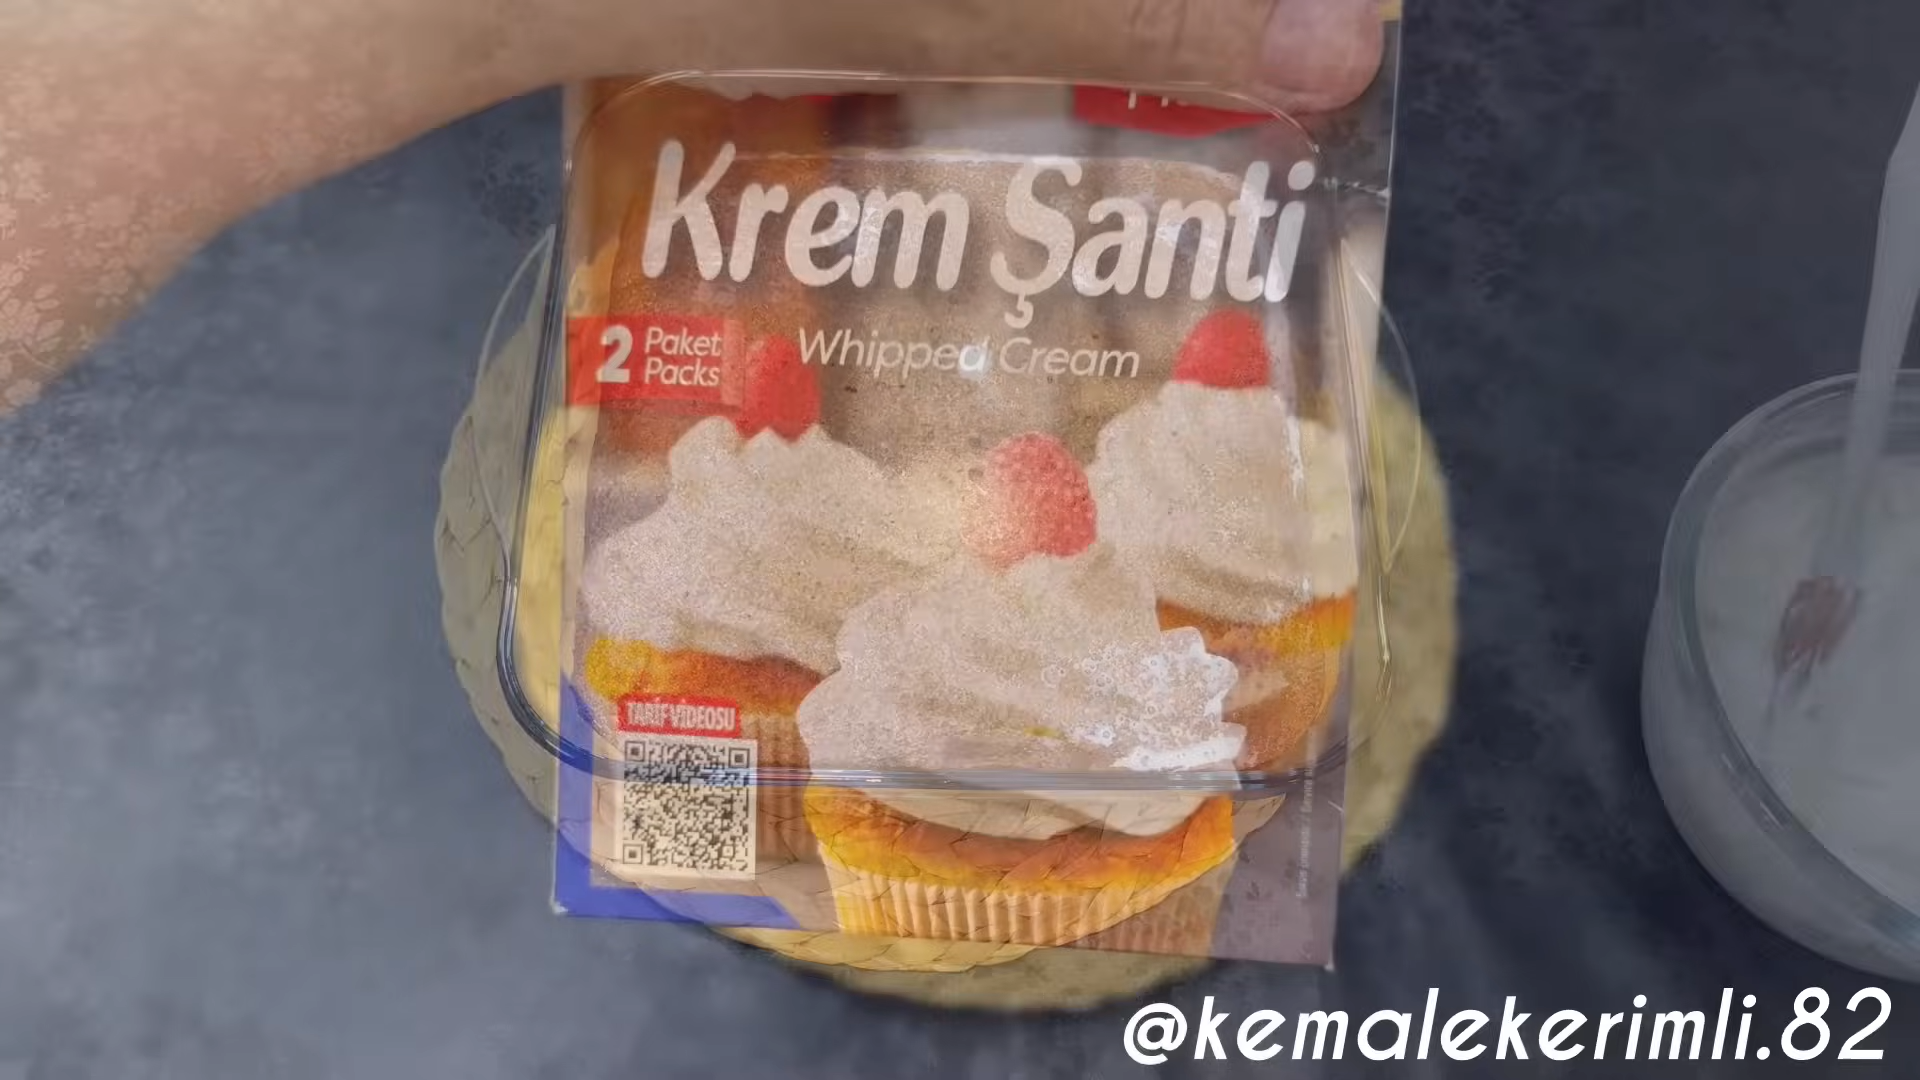 Krem Şanti
Whipped Cream
2 Paket
Packs
TARİF VİDEOSU
@kemalekerimli.82